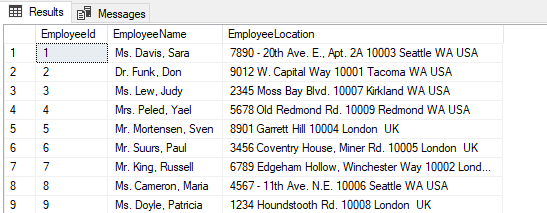 Results Messages
EmployeeId EmployeeName EmployeeLocation
1 1 Ms. Davis, Sara 7890 - 20th Ave. E., Apt. 2A 10003 Seattle WA USA
2 2 Dr. Funk, Don 9012 W. Capital Way 10001 Tacoma WA USA
3 3 Ms. Lew, Judy 2345 Moss Bay Blvd. 10007 Kirkland WA USA
4 4 Mrs. Peled, Yael 5678 Old Redmond Rd. 10009 Redmond WA USA
5 5 Mr. Mortensen, Sven 8901 Garrett Hill 10004 London UK
6 6 Mr. Suurs, Paul 3456 Coventry House, Miner Rd. 10005 London UK
7 7 Mr. King, Russell 6789 Edgeham Hollow, Winchester Way 10002 Lond...
8 8 Ms. Cameron, Maria 4567 - 11th Ave. N.E. 10006 Seattle WA USA
9 9 Ms. Doyle, Patricia 1234 Houndstooth Rd. 10008 London UK